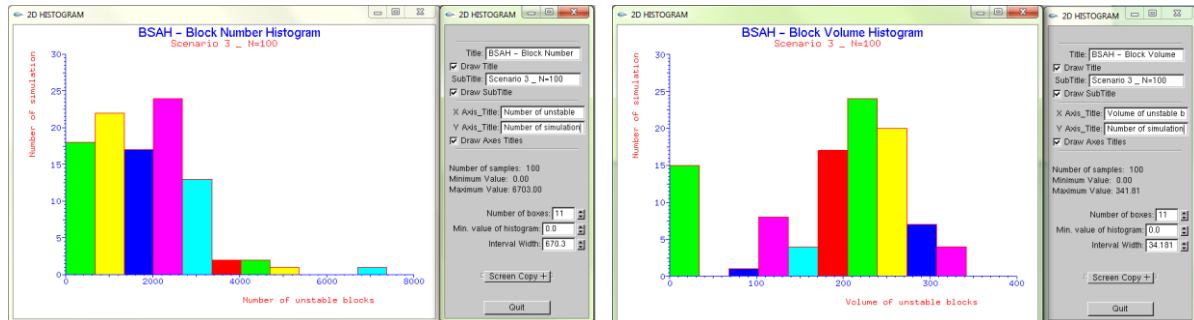 2D HISTOGRAM
BSAH – Block Number Histogram
Scenario 3 _ N=100
Number of simulation
30
25
20
15
10
5
0
0 2000 4000 6000 8000
Number of unstable blocks
2D HISTOGRAM
Title: BSAH – Block Number
Draw Title
SubTitle: Scenario 3 _ N=100
Draw SubTitle
X Axis_Title: Number of unstable
Y Axis_Title: Number of simulation
Draw Axes Titles
Number of samples: 100
Minimum Value: 0.00
Maximum Value: 6703.00
Number of boxes: 11
Min. value of histogram: 0.0
Interval Width: 670.3
Screen Copy +
Quit
2D HISTOGRAM
BSAH – Block Volume Histogram
Scenario 3 _ N=100
Number of simulation
30
25
20
15
10
5
0
0 100 200 300 400
Volume of unstable blocks
2D HISTOGRAM
Title: BSAH – Block Volume
Draw Title
SubTitle: Scenario 3 _ N=100
Draw SubTitle
X Axis_Title: Volume of unstable b
Y Axis_Title: Number of simulation
Draw Axes Titles
Number of samples: 100
Minimum Value: 0.00
Maximum Value: 341.81
Number of boxes: 11
Min. value of histogram: 0.0
Interval Width: 34.181
Screen Copy +
Quit